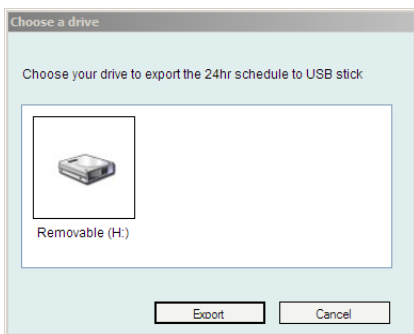 Choose a drive
Choose your drive to export the 24hr schedule to USB stick
Removable (H:)
Export
Cancel